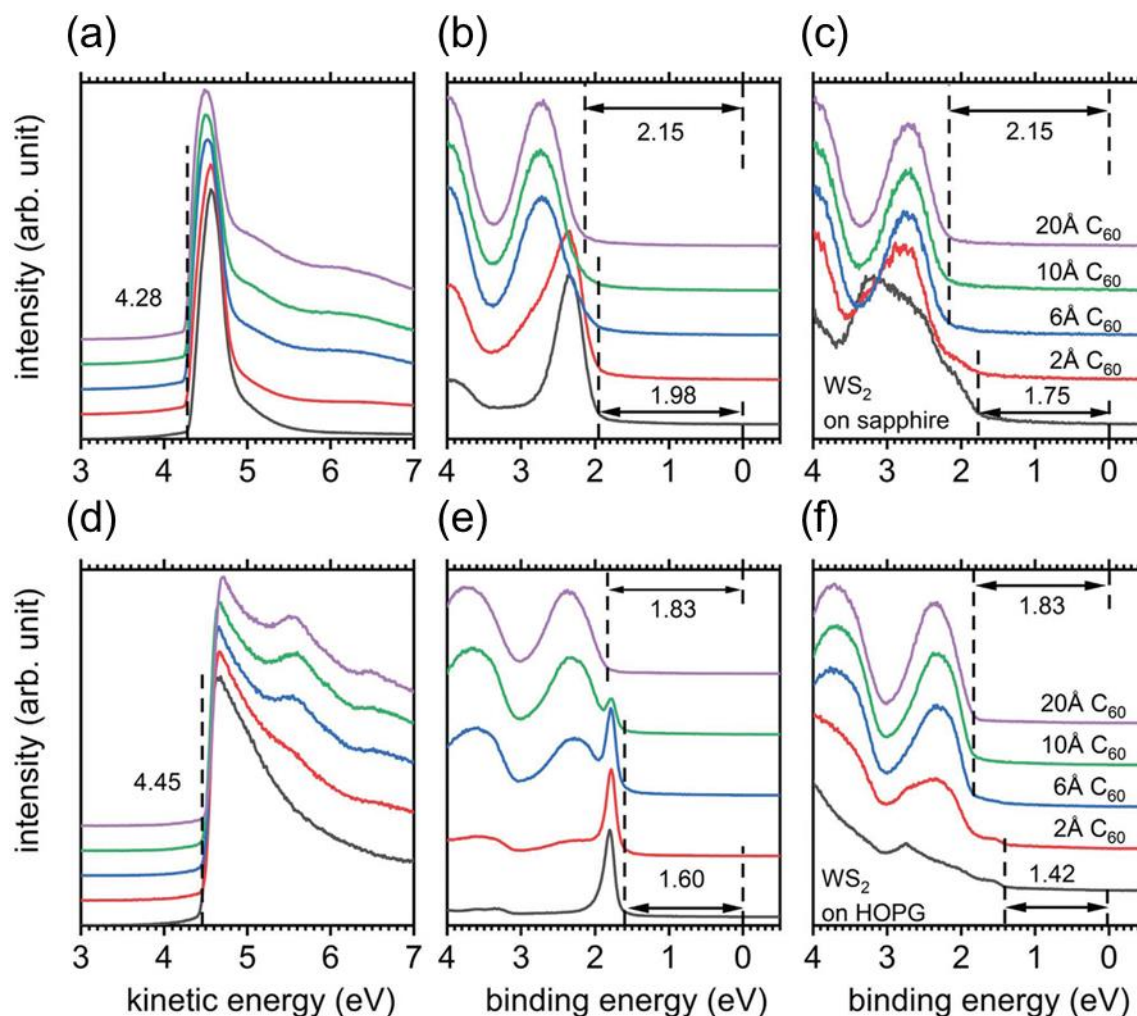 (a)
(b)
(c)
intensity (arb. unit)
4.28
2.15
1.98
2.15
20Å C60
10Å C60
6Å C60
2Å C60
WS2
on sapphire
1.75
3 4 5 6 7
4 3 2 1 0
4 3 2 1 0
(d)
(e)
(f)
intensity (arb. unit)
4.45
1.83
1.60
1.83
20Å C60
10Å C60
6Å C60
2Å C60
WS2
on HOPG
1.42
3 4 5 6 7
4 3 2 1 0
4 3 2 1 0
kinetic energy (eV)
binding energy (eV)
binding energy (eV)